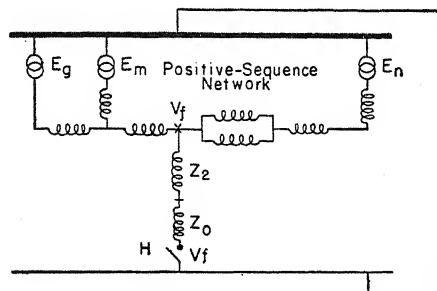 Eg
Em
Positive-Sequence
Network
En
Vf
Z2
Z0
H
Vf